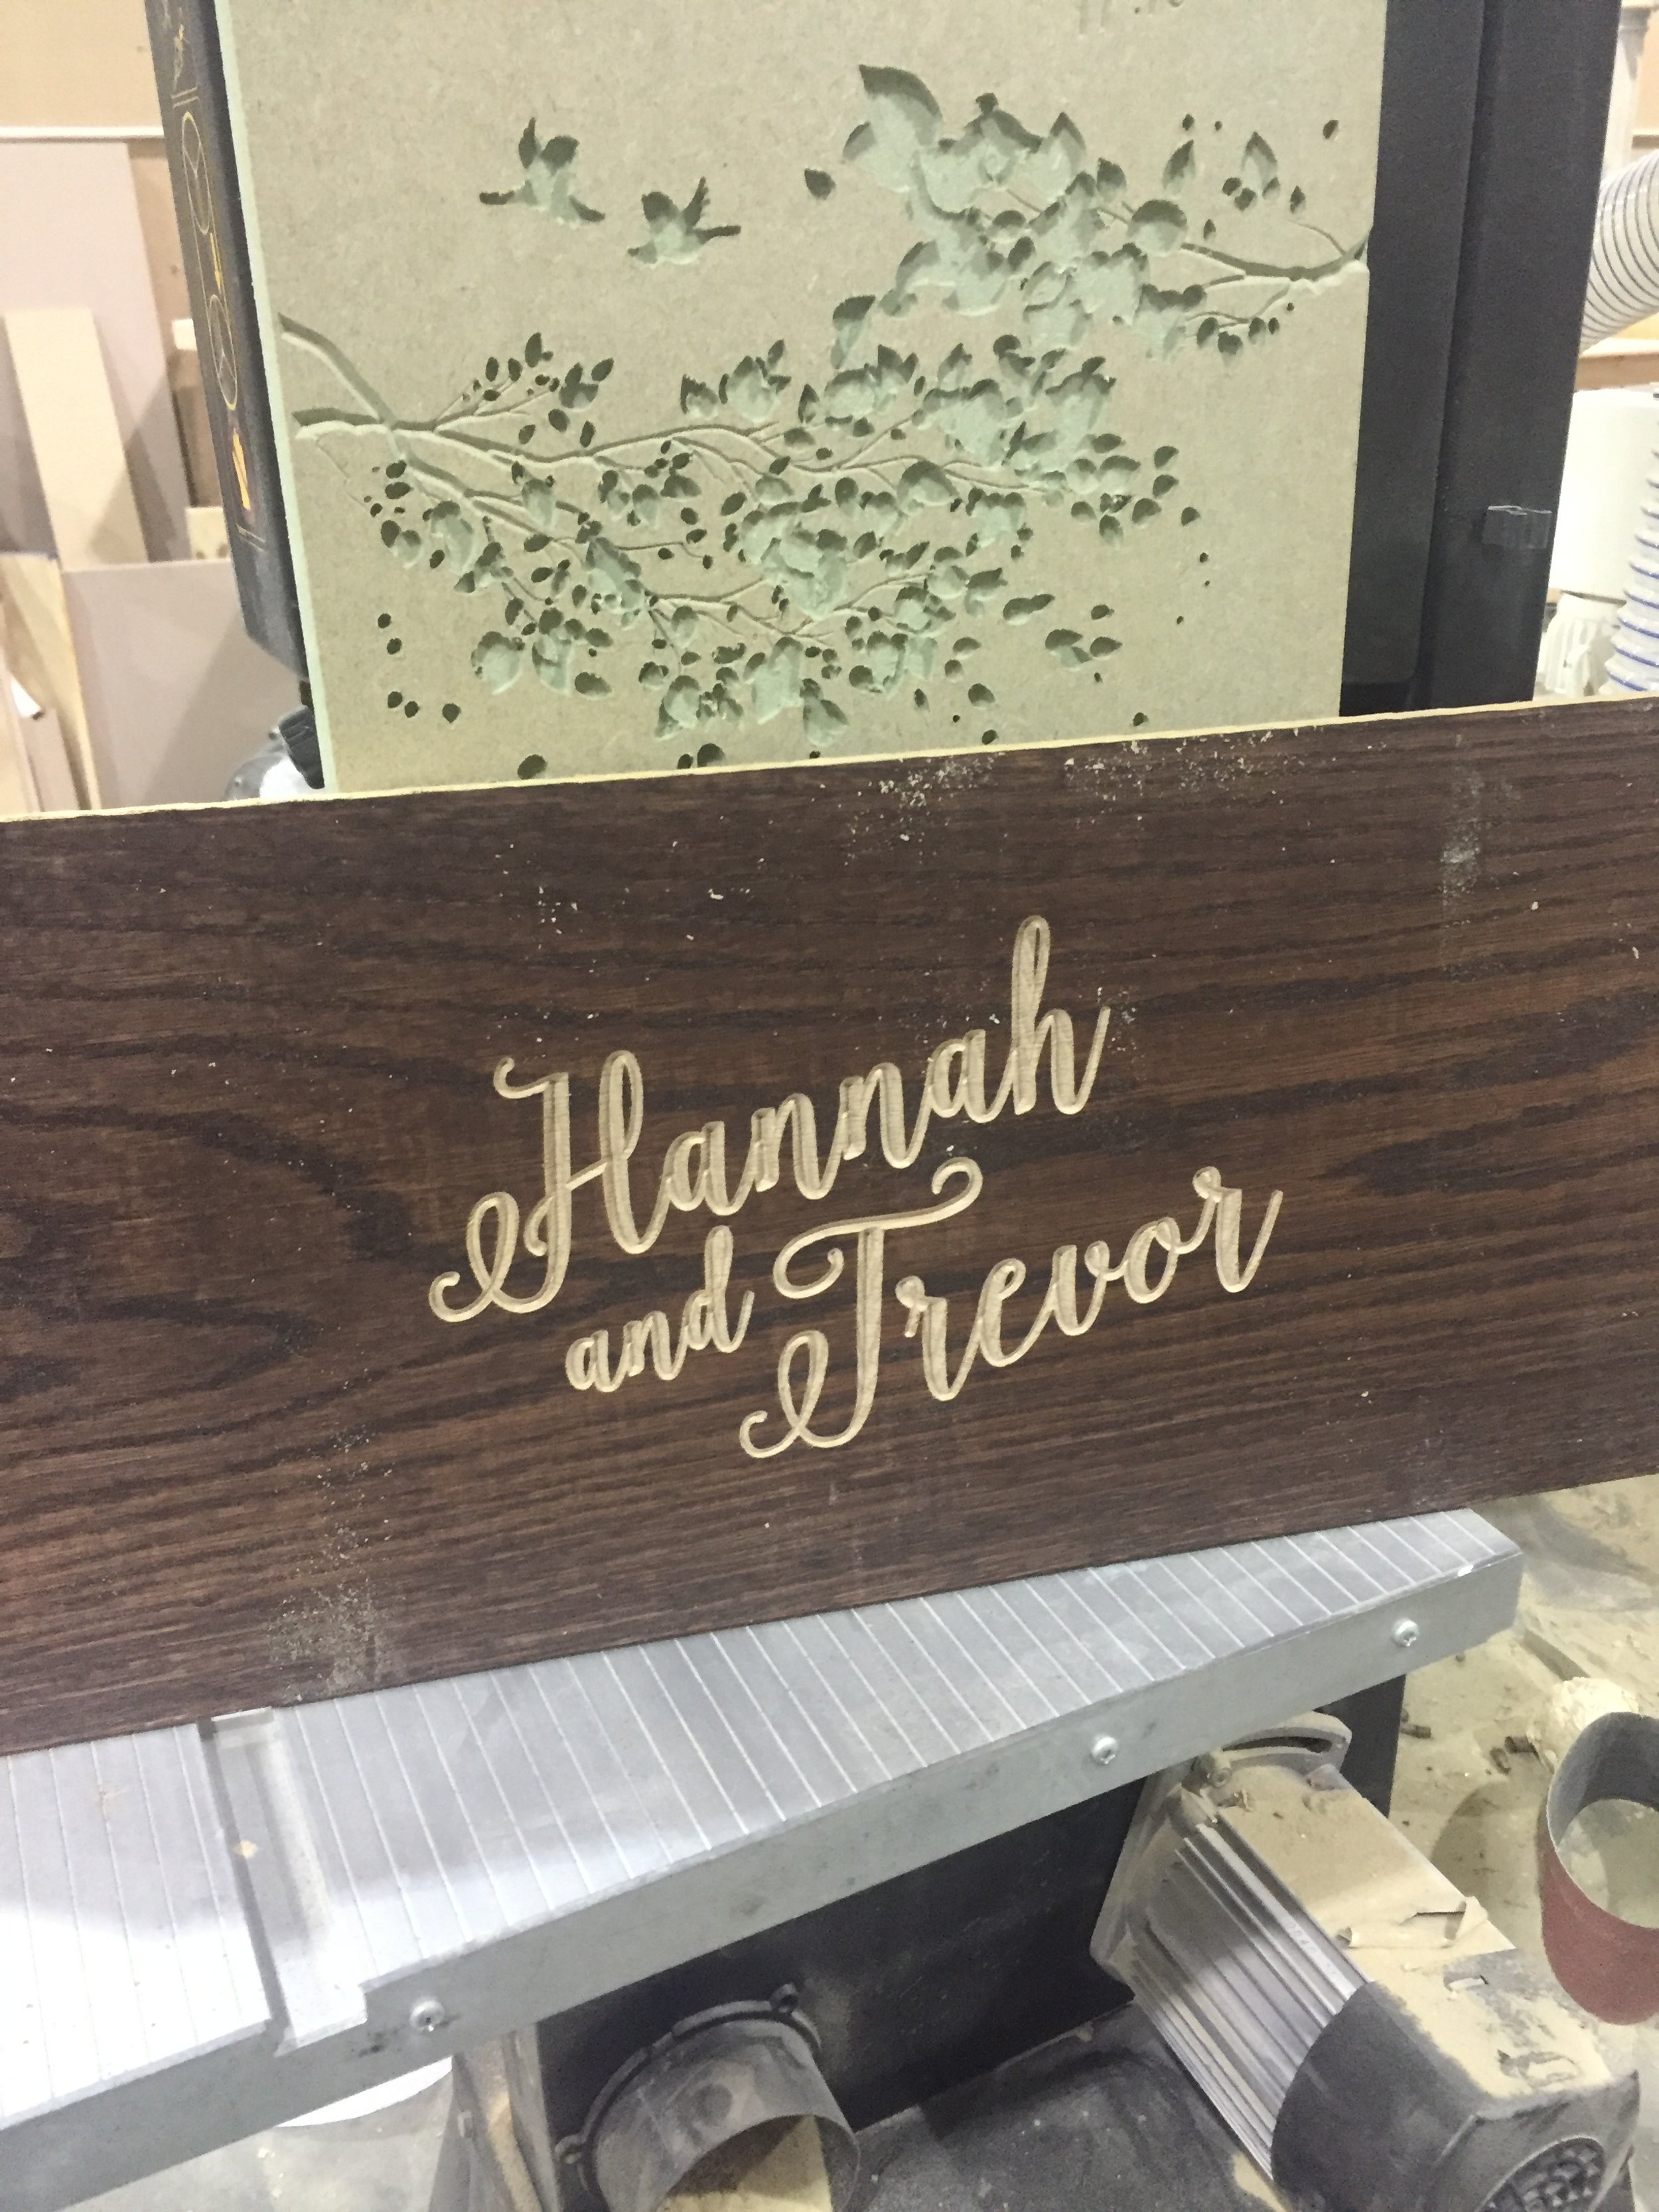 Hannah
and Trevor